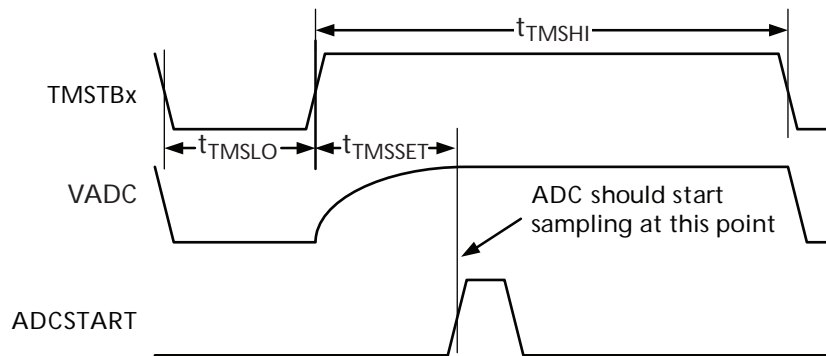 tTMSHI
TMSTBx
tTMSLO
tTMSSET
VADC
ADC should start
sampling at this point
ADCSTART